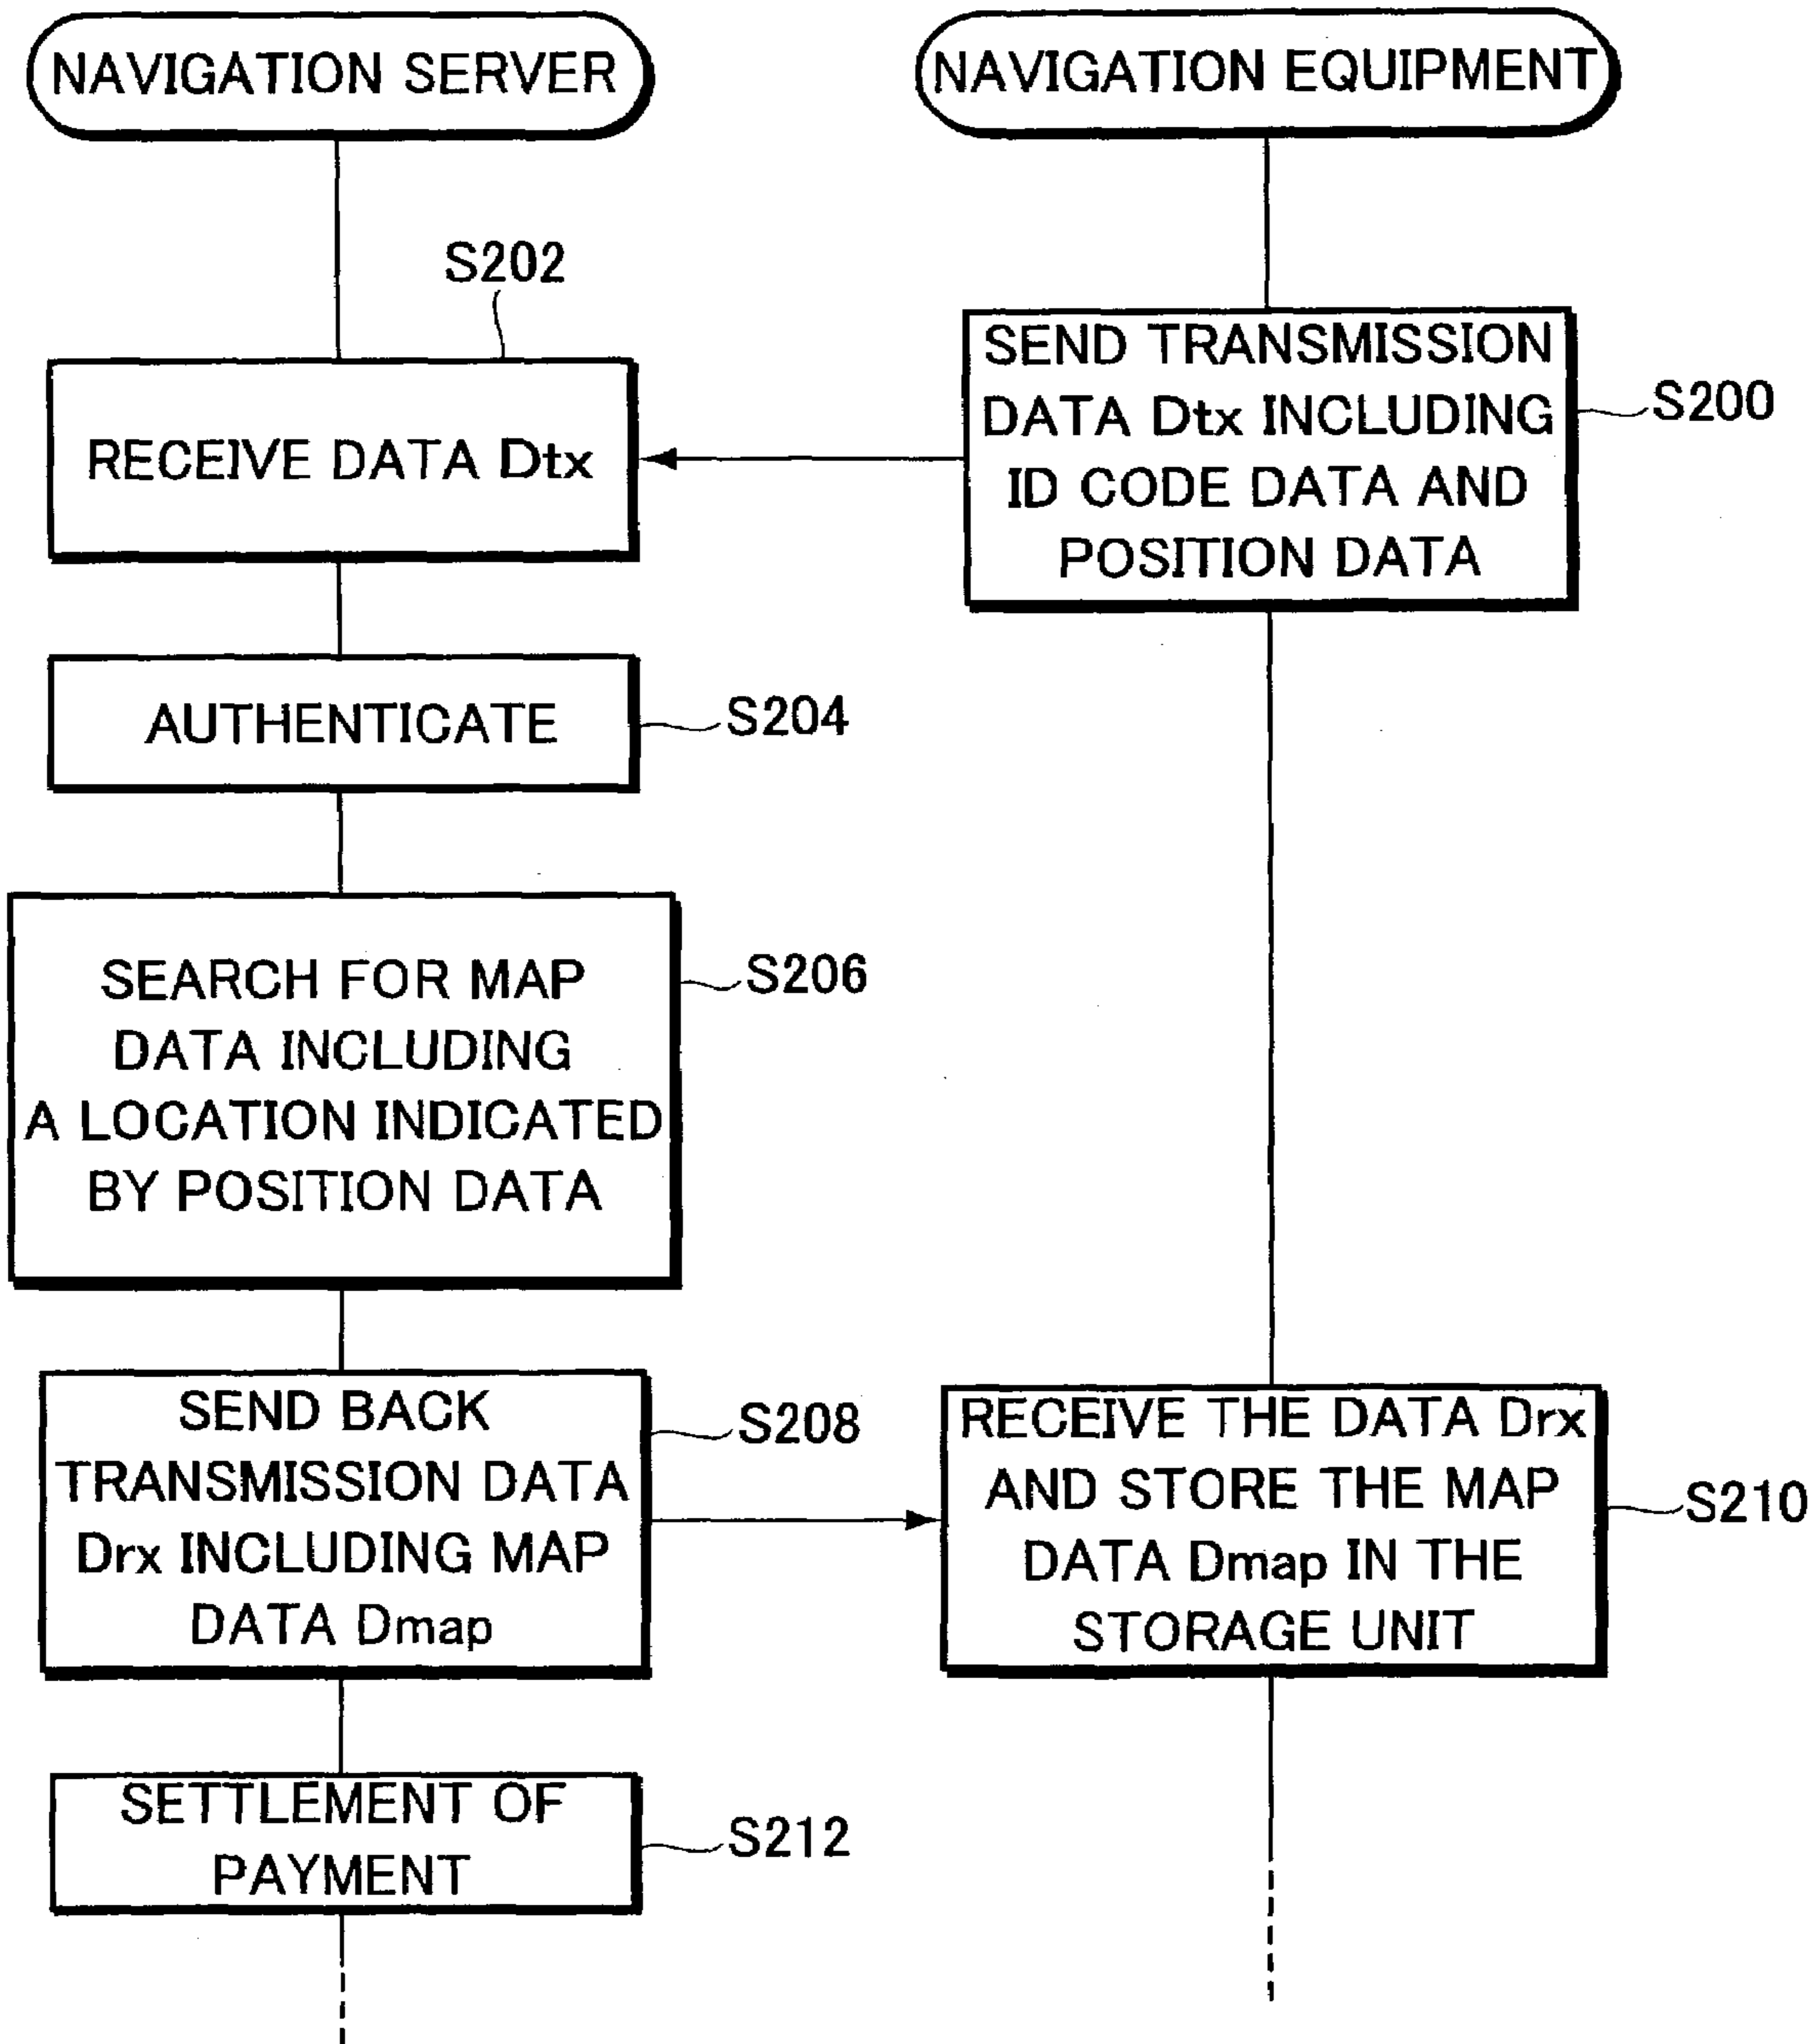 NAVIGATION SERVER
NAVIGATION EQUIPMENT
S202
RECEIVE DATA Dtx
SEND TRANSMISSION
DATA Dtx INCLUDING
ID CODE DATA AND
POSITION DATA
S200
AUTHENTICATE
S204
SEARCH FOR MAP
DATA INCLUDING
A LOCATION INDICATED
BY POSITION DATA
S206
SEND BACK
TRANSMISSION DATA
Drx INCLUDING MAP
DATA Dmap
S208
RECEIVE THE DATA Drx
AND STORE THE MAP
DATA Dmap IN THE
STORAGE UNIT
S210
SETTLEMENT OF
PAYMENT
S212